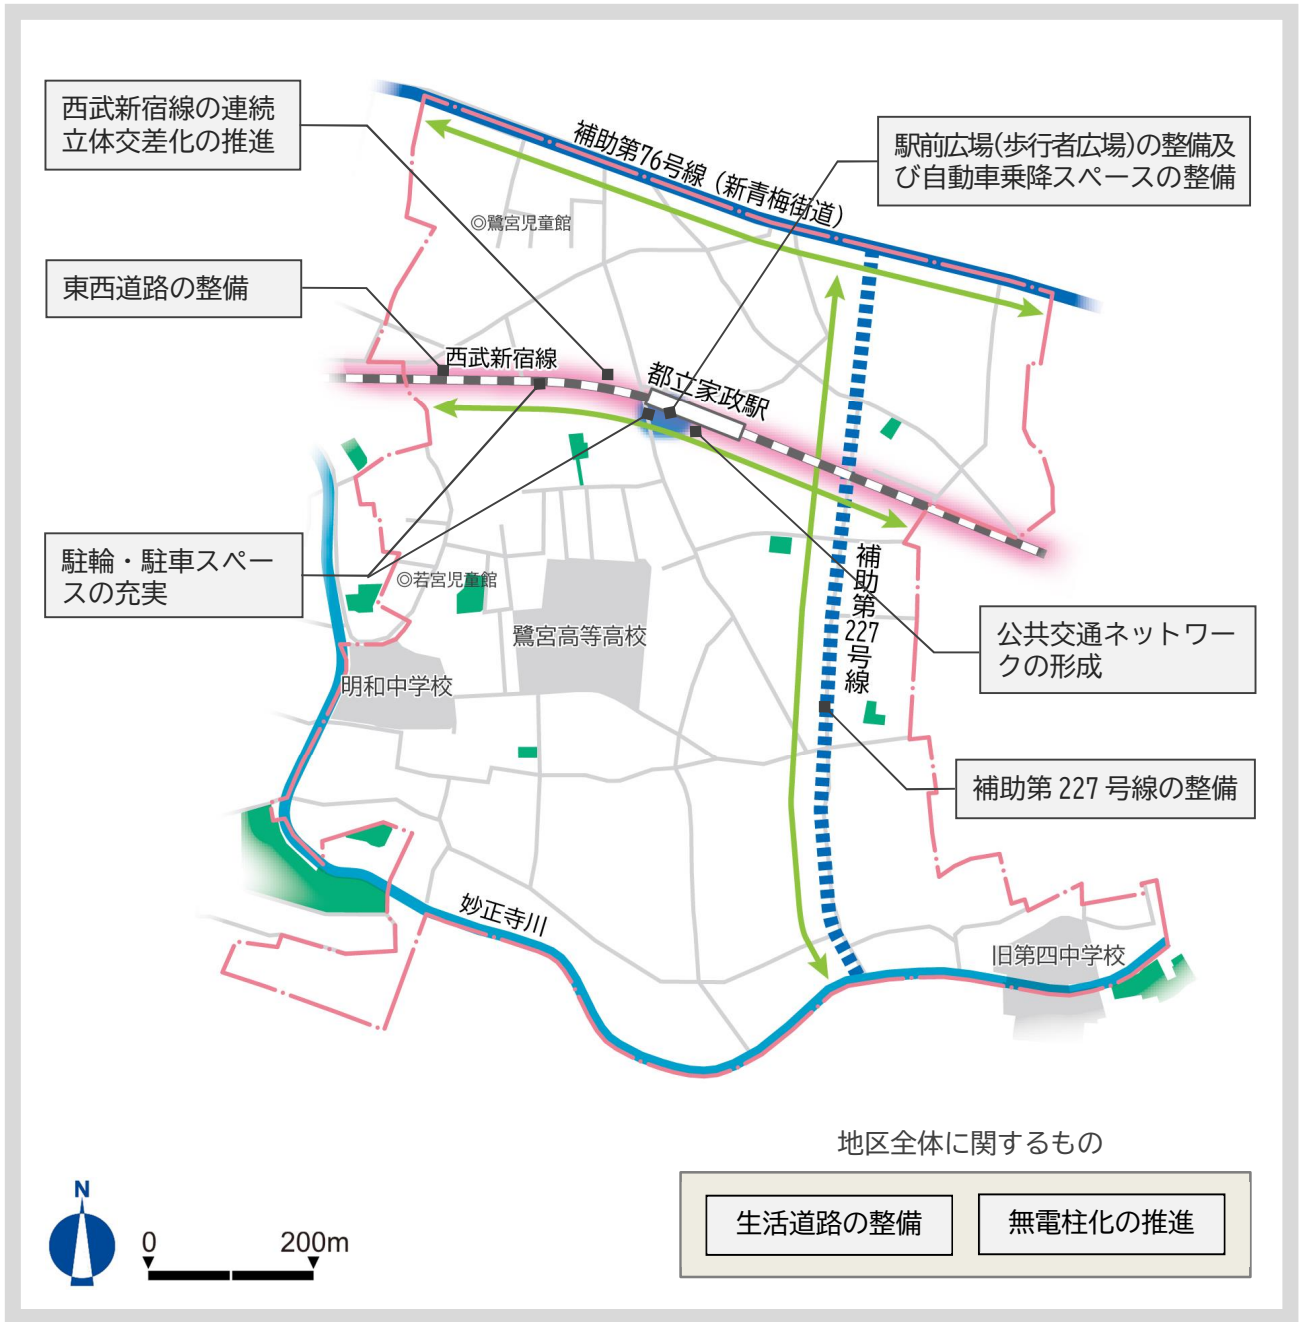 西武新宿線の連続
立体交差化の推進
補助第76号線（新青梅街道）
駅前広場(歩行者広場)の整備及
び自動車乗降スペースの整備
◎鷺宮児童館
東西道路の整備
西武新宿線
都立家政駅
駐輪・駐車スペー
スの充実
◎若宮児童館
補助第227号線
鷺宮高等高校
公共交通ネットワー
クの形成
明和中学校
補助第 227 号線の整備
妙正寺川
旧第四中学校
地区全体に関するもの
生活道路の整備
無電柱化の推進
N
0
200m